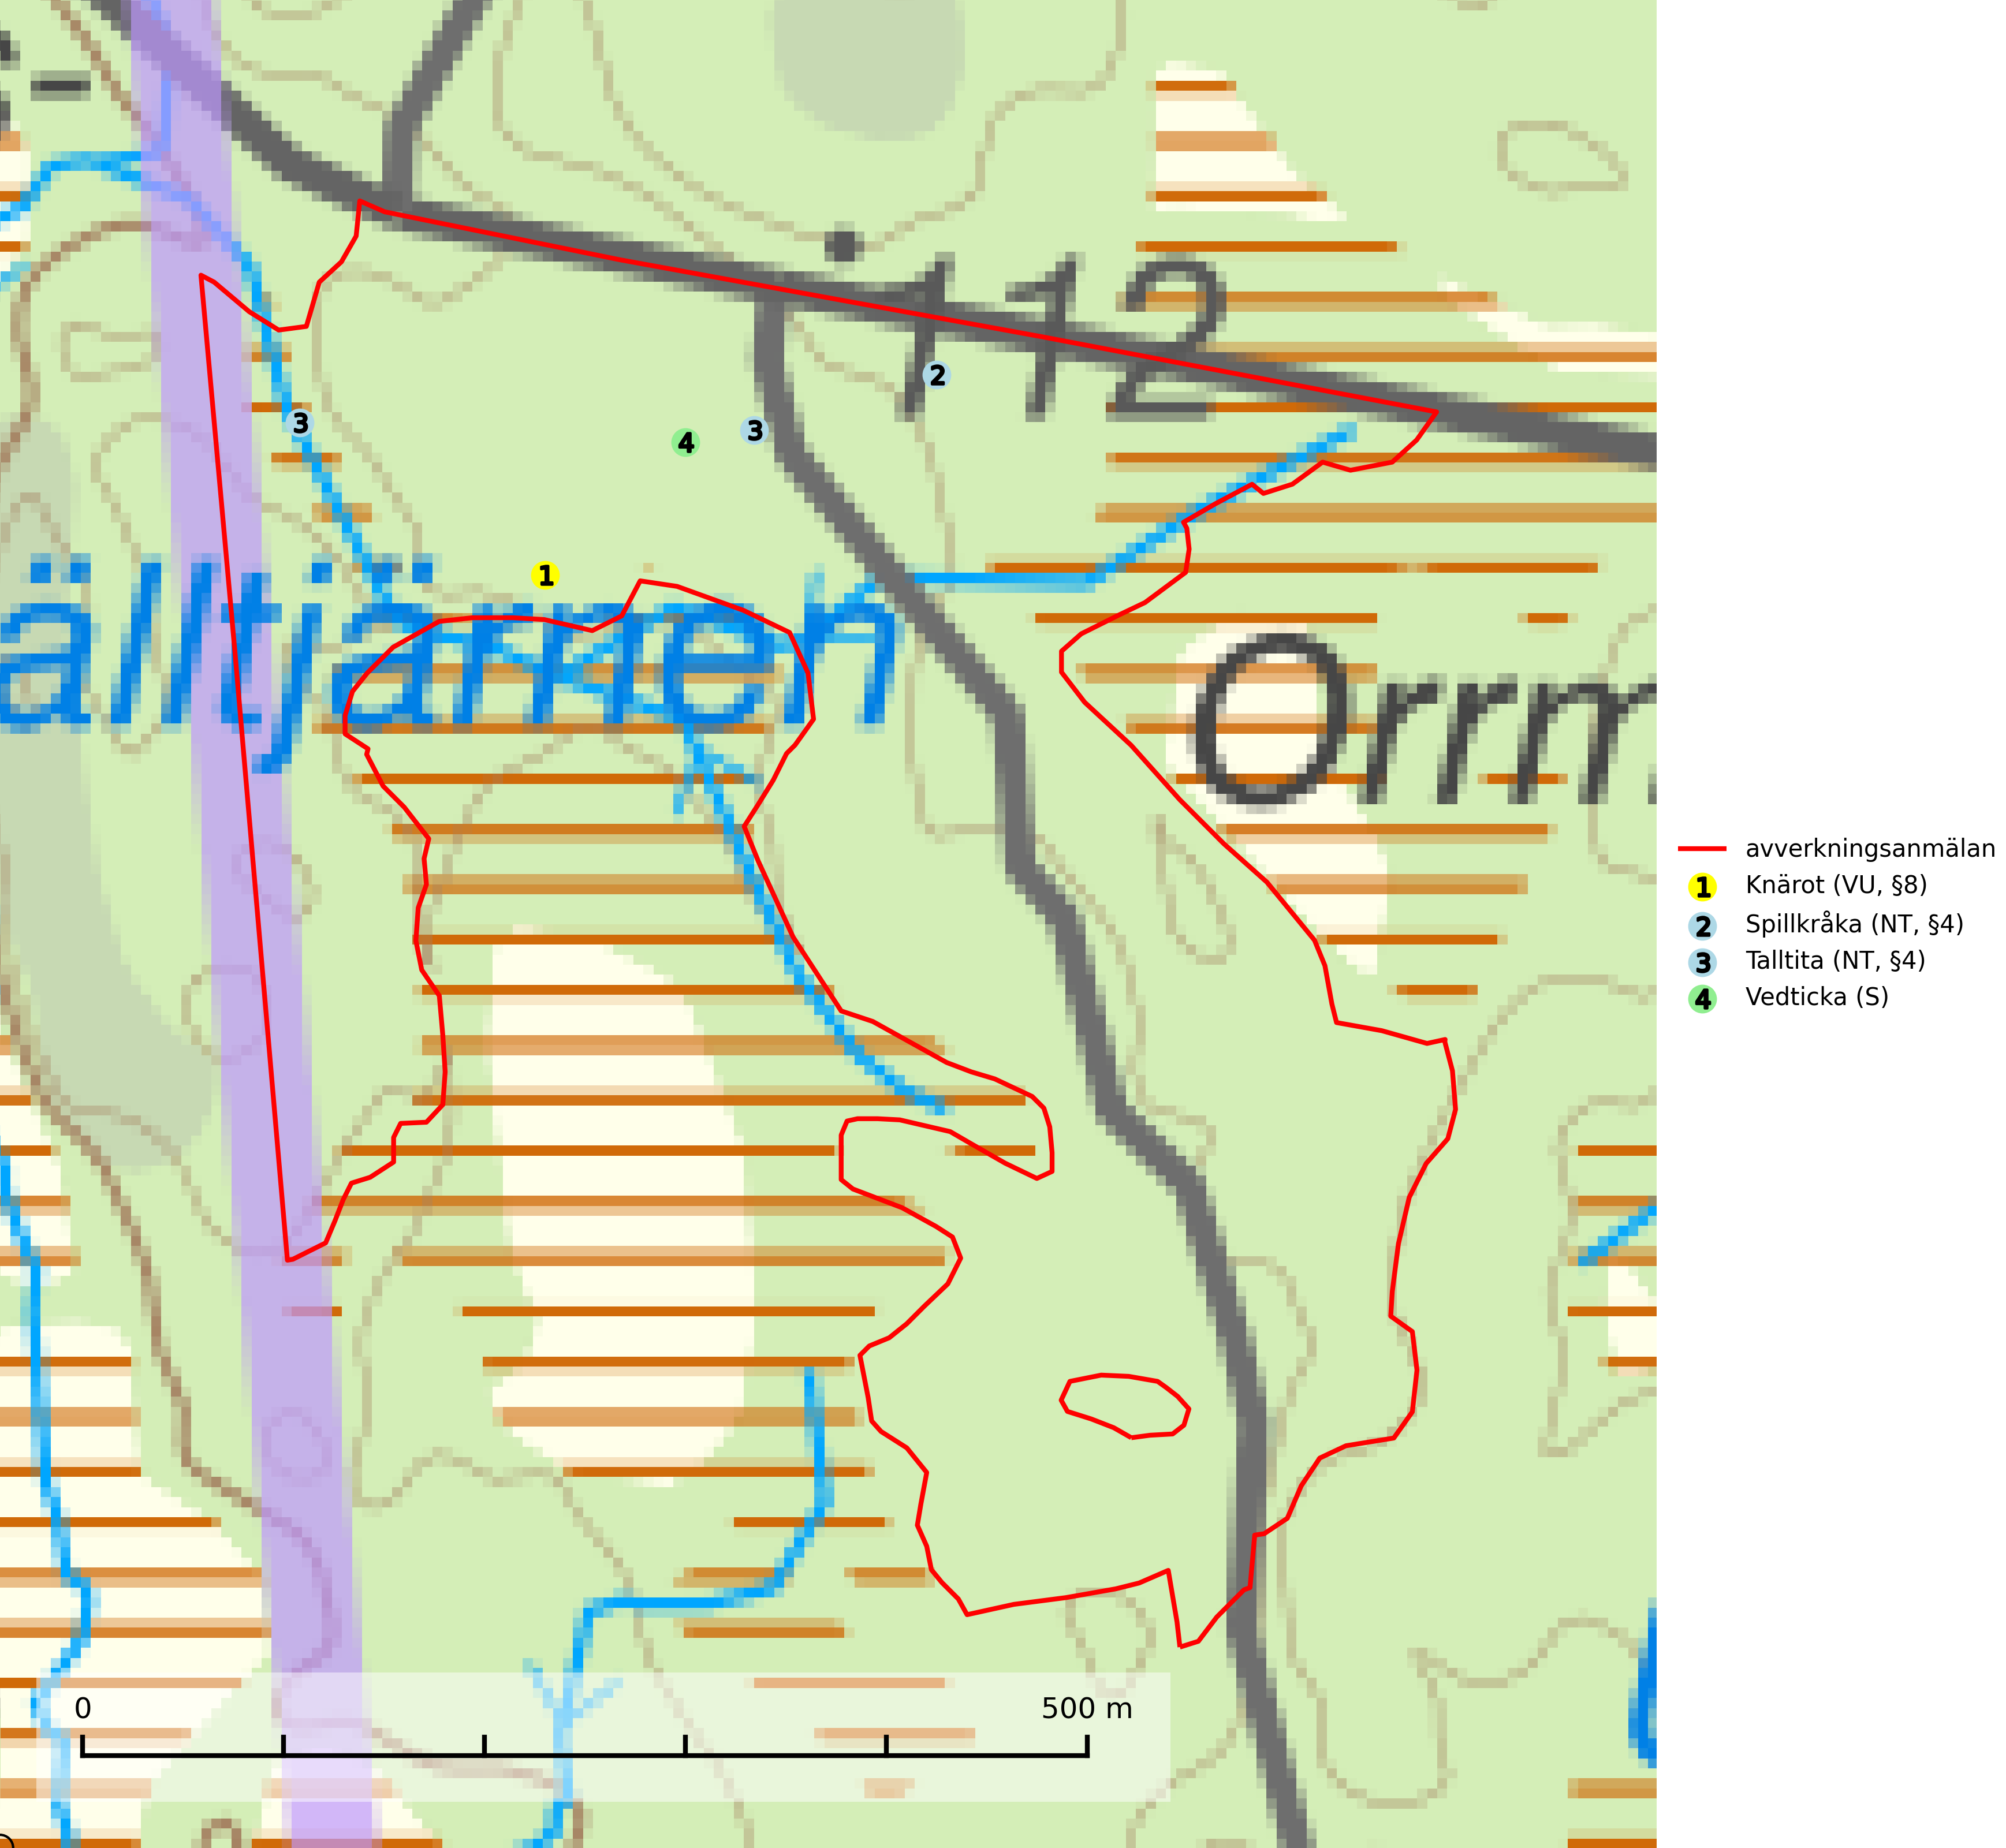 112
2
3
3
4
1
älltjärnen
Orrm
avverkningsanmälan
1 Knärot (VU, §8)
2 Spillkråka (NT, §4)
3 Talltita (NT, §4)
4 Vedticka (S)
0 500 m